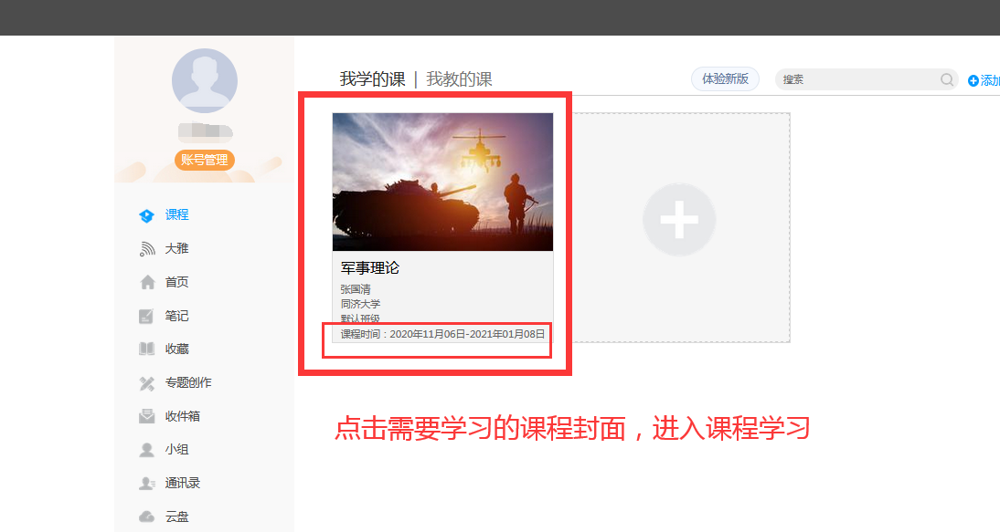 我学的课 | 我教的课
体验新版
搜索
添加
账号管理
课程
大雅
首页
笔记
收藏
专题创作
收件箱
小组
通讯录
云盘
军事理论
张国清
同济大学
默认班级
课程时间：2020年11月06日-2021年01月08日
点击需要学习的课程封面，进入课程学习